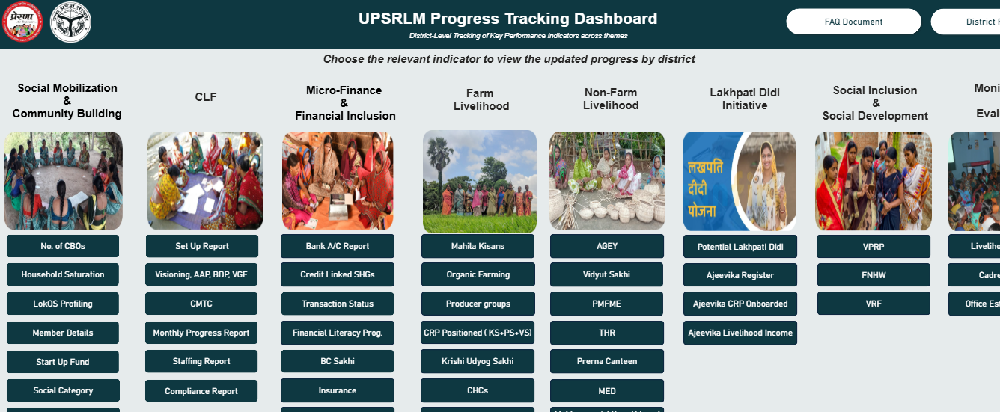 प्रेरणा
उत्तर प्रदेश सरकार
UPSRLM Progress Tracking Dashboard
District-Level Tracking of Key Performance Indicators across themes
FAQ Document
District
Choose the relevant indicator to view the updated progress by district
Social Mobilization
&
Community Building
CLF
Micro-Finance
&
Financial Inclusion
Farm
Livelihood
Non-Farm
Livelihood
Lakhpati Didi
Initiative
Social Inclusion
&
Social Development
Moni
Eval
लखपति
दीदी
योजना
No. of CBOs
Household Saturation
LokOS Profiling
Member Details
Start Up Fund
Social Category
Set Up Report
Visioning, AAP, BDP, VGF
CMTC
Monthly Progress Report
Staffing Report
Compliance Report
Bank A/C Report
Credit Linked SHGs
Transaction Status
Financial Literacy Prog.
BC Sakhi
Insurance
Mahila Kisans
Organic Farming
Producer groups
CRP Positioned ( KS+PS+VS)
Krishi Udyog Sakhi
CHCs
AGEY
Vidyut Sakhi
PMFME
THR
Prerna Canteen
MED
Potential Lakhpati Didi
Ajeevika Register
Ajeevika CRP Onboarded
Ajeevika Livelihood Income
VPRP
FNHW
VRF
Liveliho
Cadre
Office Est